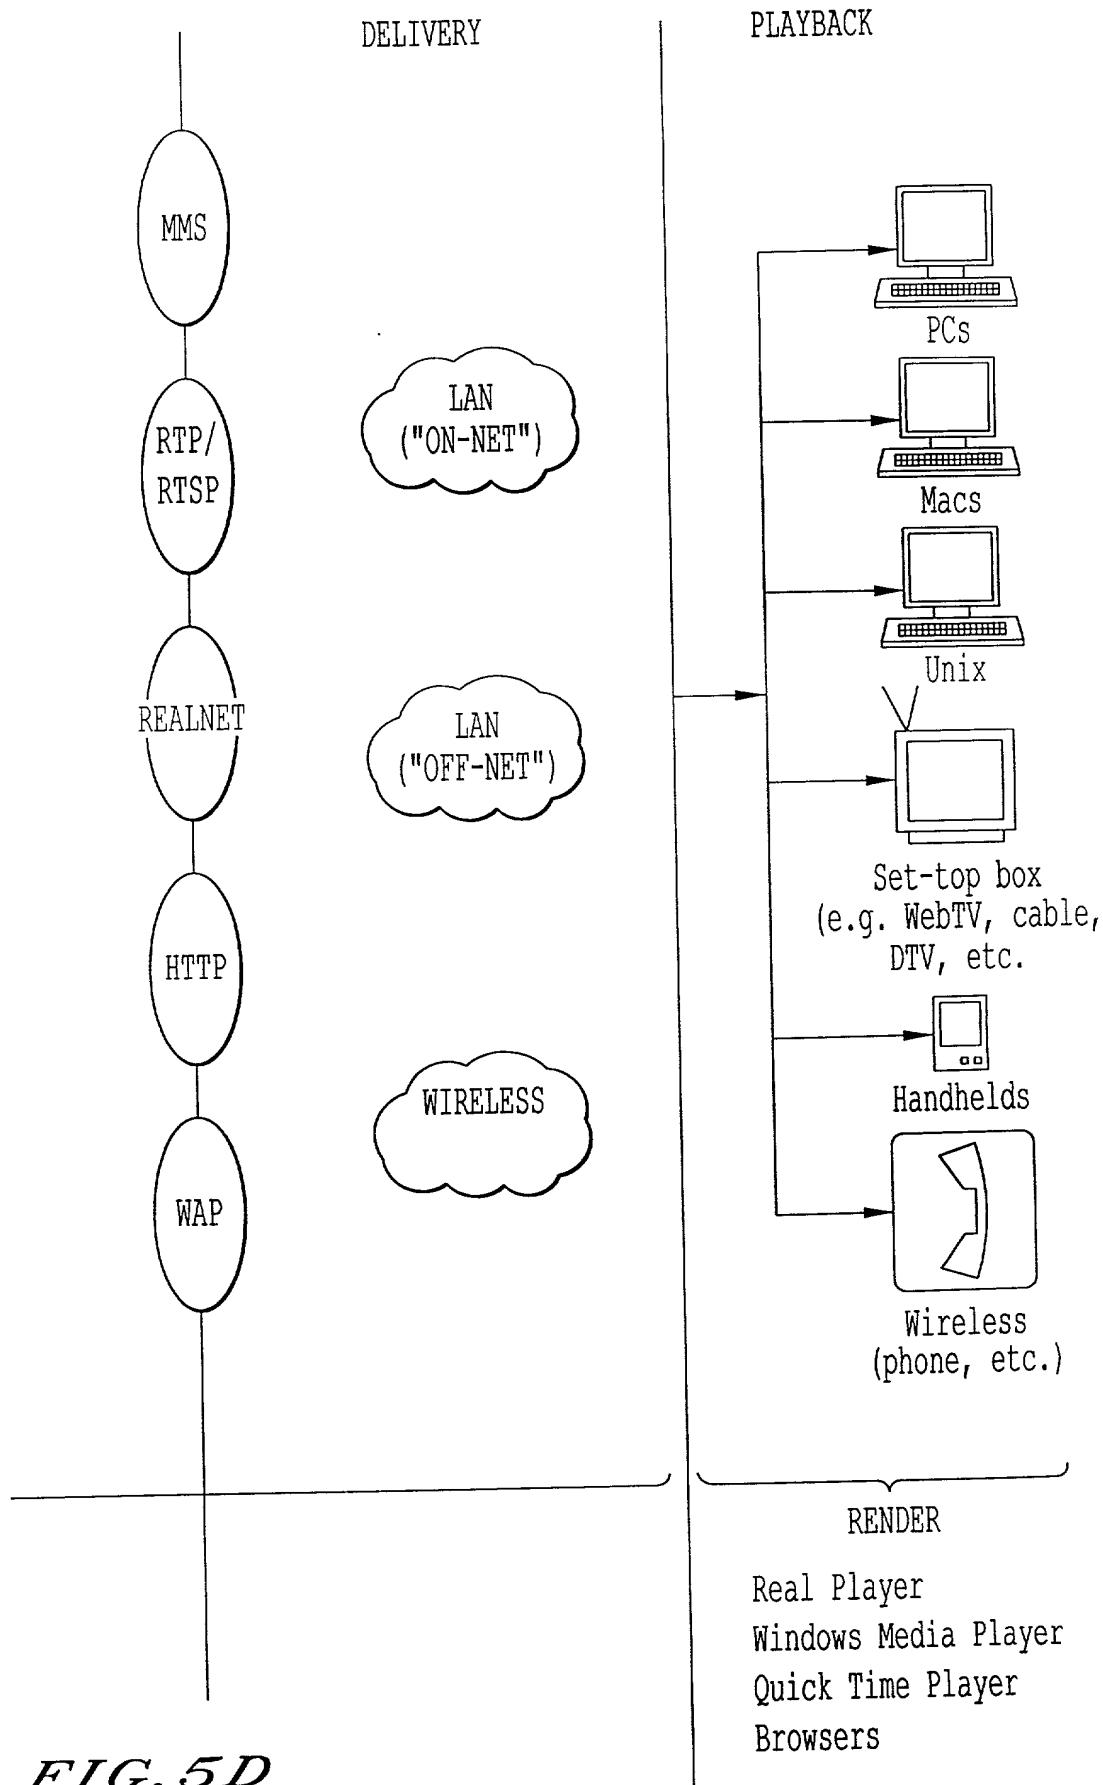 DELIVERY
PLAYBACK
MMS
RTP/
RTSP
REALNET
HTTP
WAP
LAN
("ON-NET")
LAN
("OFF-NET")
WIRELESS
PCs
Macs
Unix
Set-top box
(e.g. WebTV, cable,
DTV, etc.
Handhelds
Wireless
(phone, etc.)
RENDER
Real Player
Windows Media Player
Quick Time Player
Browsers
FIG. 5D